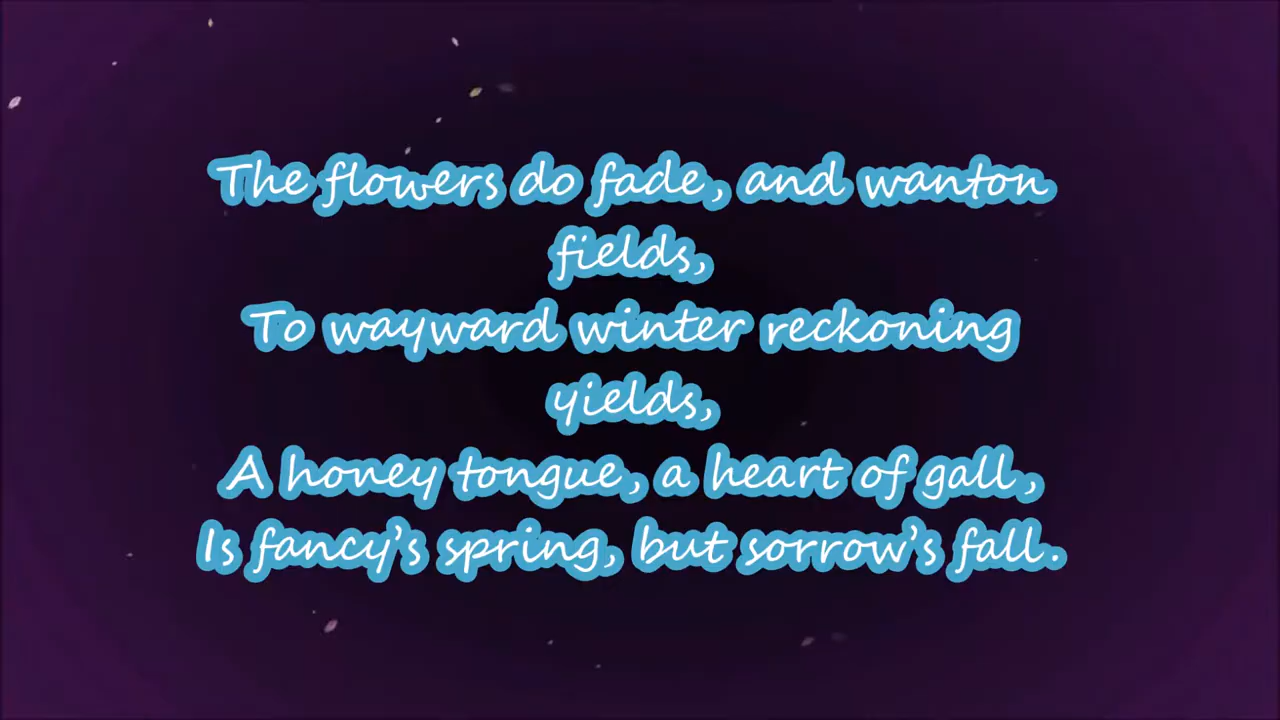 The flowers do fade, and wanton
fields,
To wayward winter reckoning
yields,
A honey tongue, a heart of gall,
Is fancy’s spring, but sorrow’s fall.